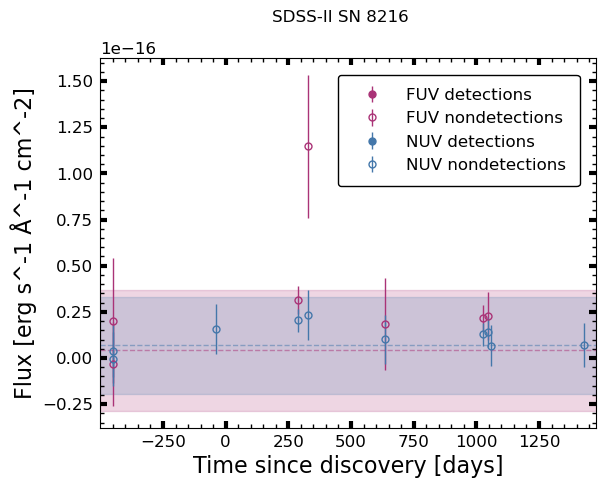 SDSS-II SN 8216
1e−16
FUV detections
FUV nondetections
NUV detections
NUV nondetections
1.50
1.25
1.00
0.75
0.50
0.25
0.00
−0.25
Flux [erg s^-1 Å^-1 cm^-2]
−250 0 250 500 750 1000 1250
Time since discovery [days]